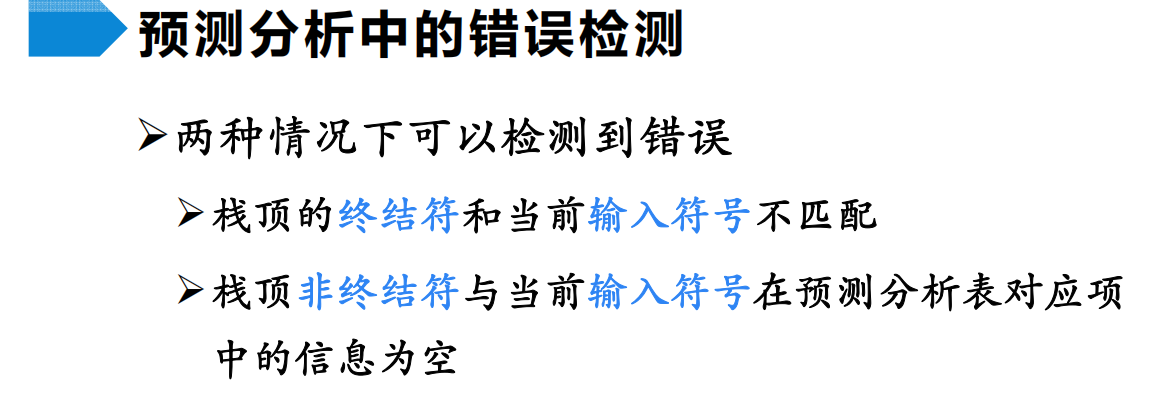 预测分析中的错误检测
➢两种情况下可以检测到错误
➢栈顶的终结符和当前输入符号不匹配
➢栈顶非终结符与当前输入符号在预测分析表对应项
中的信息为空